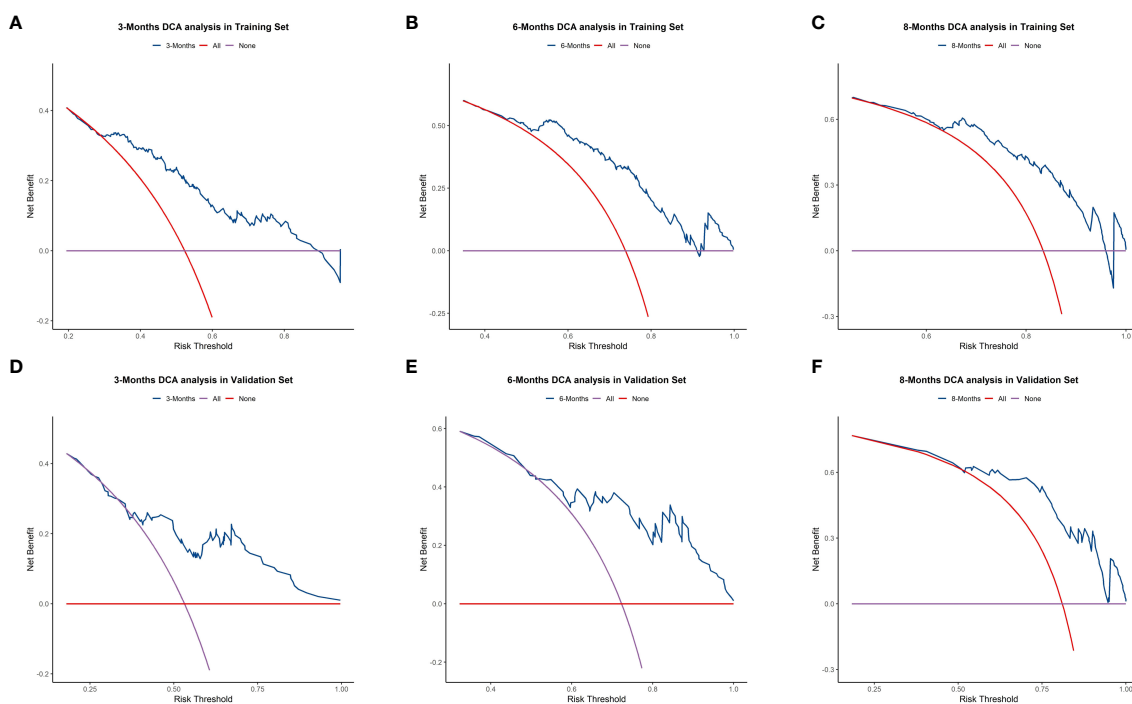 A
3-Months DCA analysis in Training Set
3-Months All None
Net Benefit
0.4
0.2
0.0
-0.2
0.2 0.4 0.6 0.8
Risk Threshold
B
6-Months DCA analysis in Training Set
6-Months All None
Net Benefit
0.50
0.25
0.00
-0.25
0.4 0.6 0.8 1.0
Risk Threshold
C
8-Months DCA analysis in Training Set
8-Months All None
Net Benefit
0.6
0.3
0.0
-0.3
0.6 0.8 1.0
Risk Threshold
D
3-Months DCA analysis in Validation Set
3-Months All None
Net Benefit
0.4
0.2
0.0
-0.2
0.25 0.50 0.75 1.00
Risk Threshold
E
6-Months DCA analysis in Validation Set
6-Months All None
Net Benefit
0.6
0.4
0.2
0.0
-0.2
0.4 0.6 0.8 1.0
Risk Threshold
F
8-Months DCA analysis in Validation Set
8-Months All None
Net Benefit
0.6
0.3
0.0
-0.3
0.25 0.50 0.75 1.00
Risk Threshold